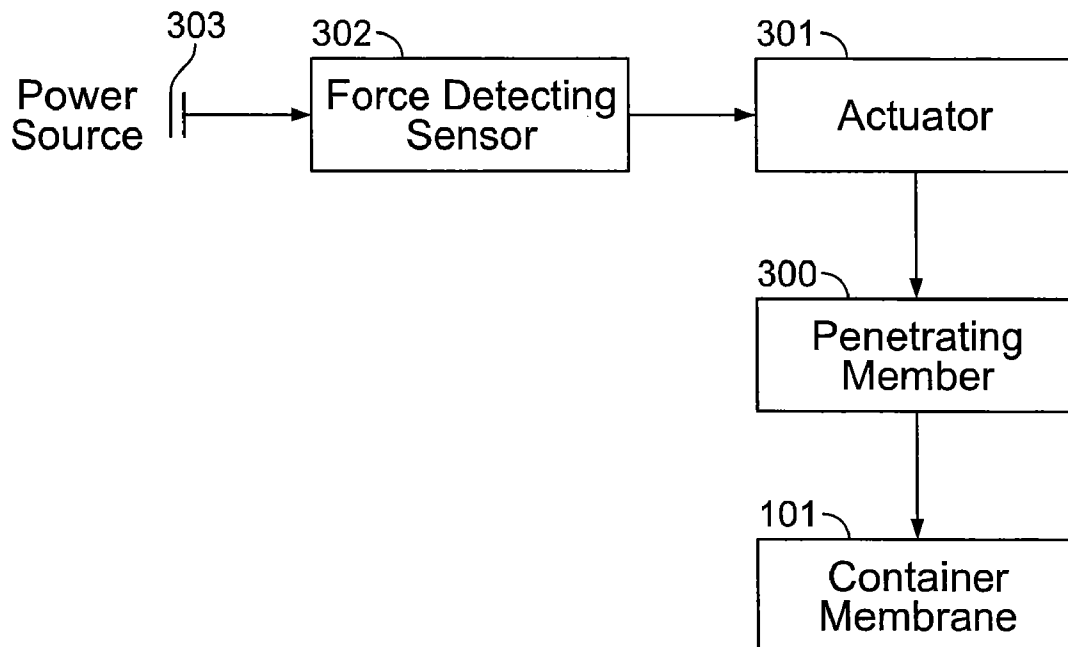 303
Power
Source
302
Force Detecting
Sensor
301
Actuator
300
Penetrating
Member
101
Container
Membrane